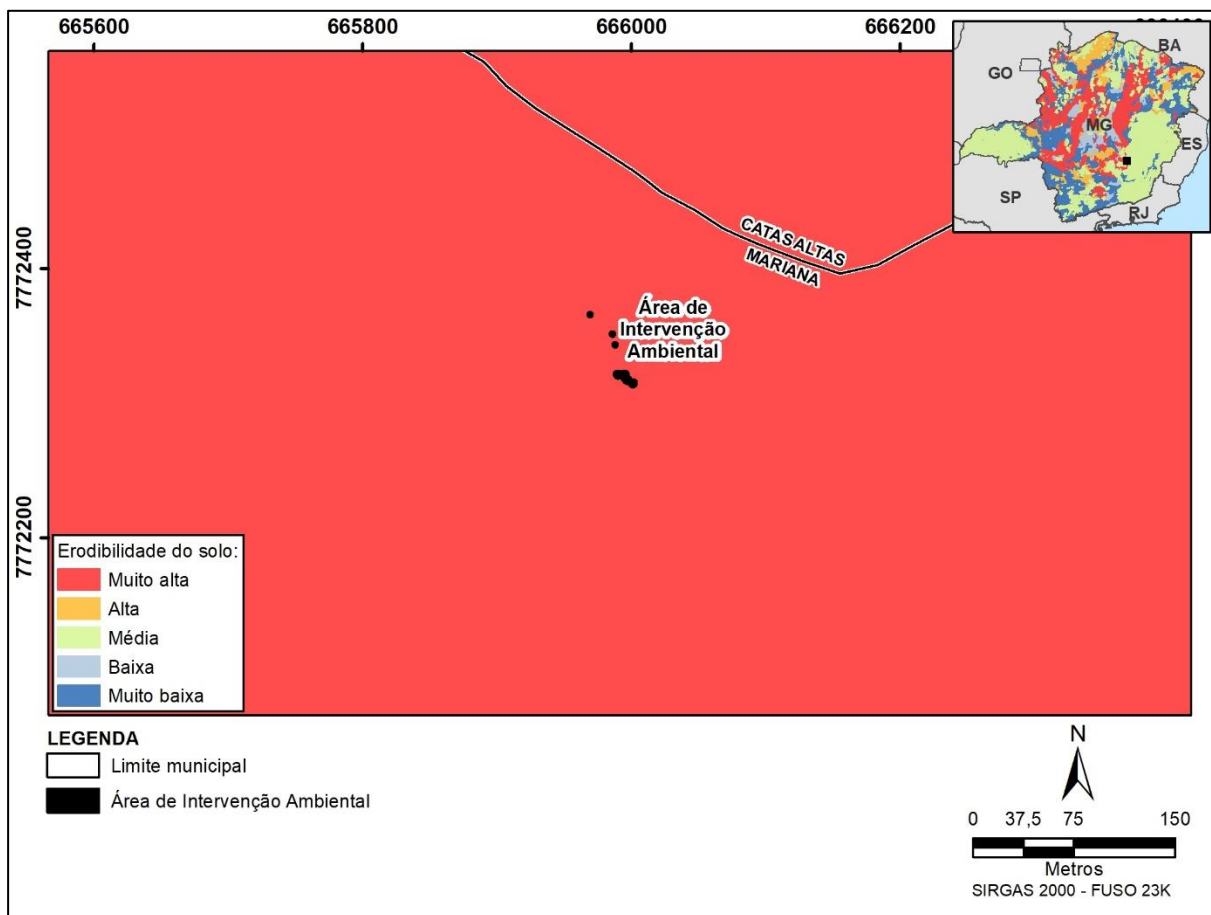 665600 665800 666000 666200
BA
GO
MG
ES
SP
RJ
7772400
7772200
CATAS ALTAS
MARIANA
Área de
Intervenção
Ambiental
Erodibilidade do solo:
Muito alta
Alta
Média
Baixa
Muito baixa
LEGENDA
Limite municipal
Área de Intervenção Ambiental
N
0 37,5 75 150
Metros
SIRGAS 2000 - FUSO 23K